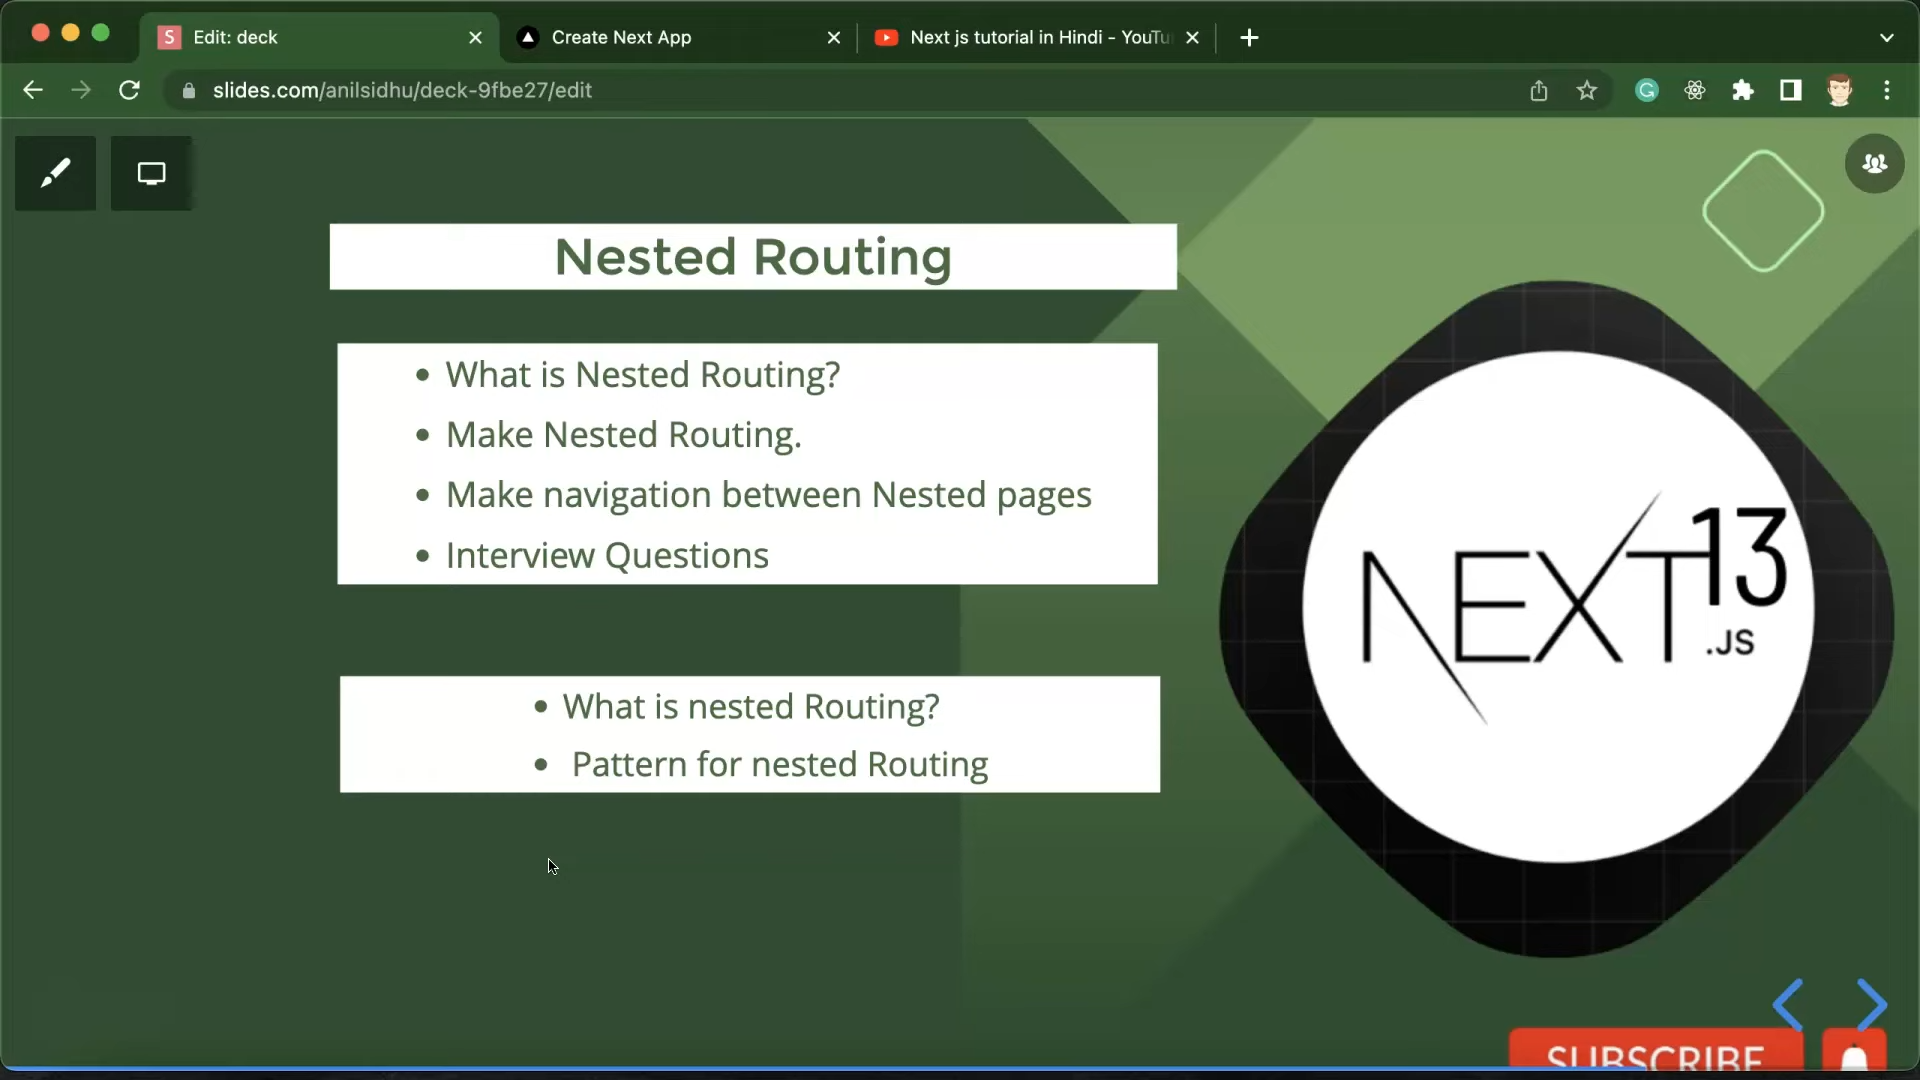 Edit: deck
Create Next App
Next js tutorial in Hindi - YouTu
slides.com/anilsidhu/deck-9fbe27/edit
Nested Routing
• What is Nested Routing?
• Make Nested Routing.
• Make navigation between Nested pages
• Interview Questions
• What is nested Routing?
• Pattern for nested Routing
NEXT13
.JS
SUBSCRIBE